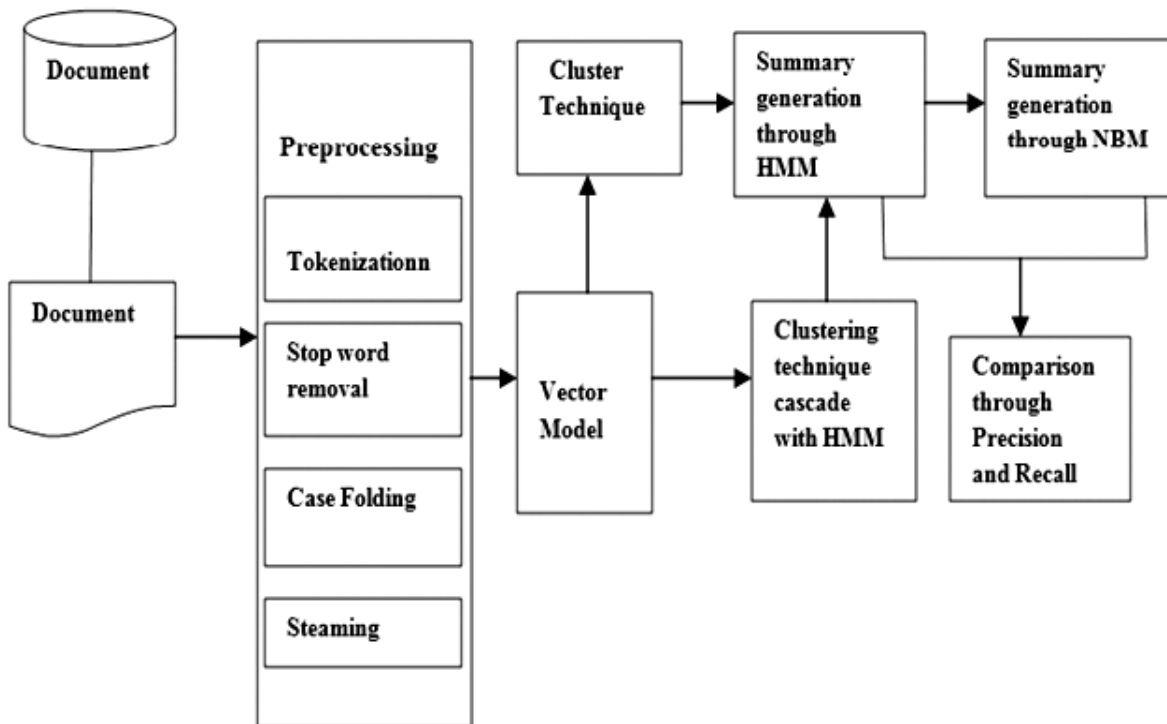 Document
Document
Preprocessing
Tokenizationn
Stop word
removal
Case Folding
Steaming
Vector
Model
Cluster
Technique
Clustering
technique
cascade
with HMM
Summary
generation
through
HMM
Summary
generation
through NBM
Comparison
through
Precision
and Recall